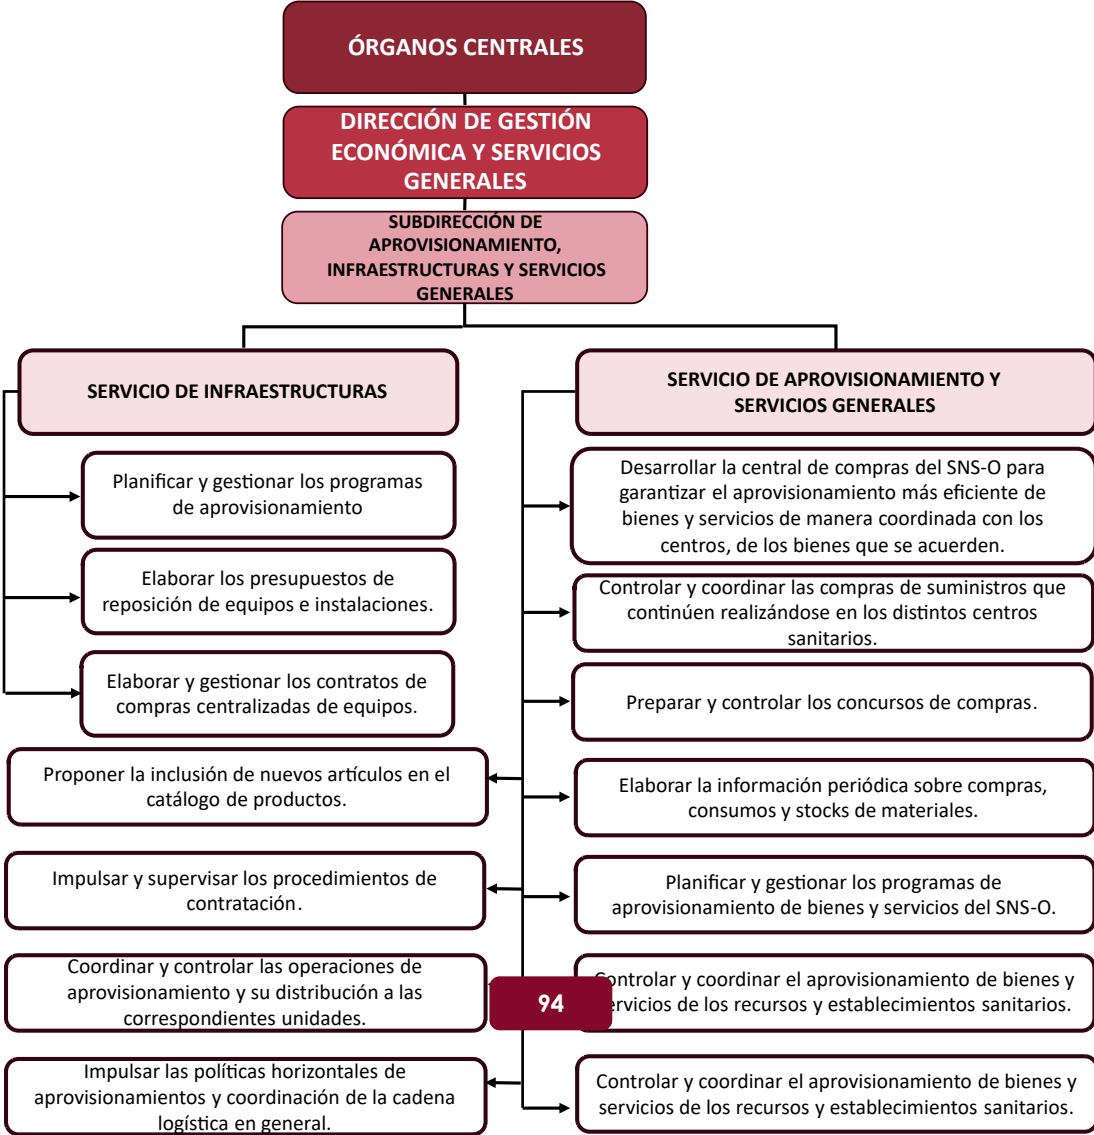 ÓRGANOS CENTRALES
DIRECCIÓN DE GESTIÓN
ECONÓMICA Y SERVICIOS
GENERALES
SUBDIRECCIÓN DE
APROVISIONAMIENTO,
INFRAESTRUCTURAS Y SERVICIOS
GENERALES
SERVICIO DE INFRAESTRUCTURAS
Planificar y gestionar los programas
de aprovisionamiento
Elaborar los presupuestos de
reposición de equipos e instalaciones.
Elaborar y gestionar los contratos de
compras centralizadas de equipos.
SERVICIO DE APROVISIONAMIENTO Y
SERVICIOS GENERALES
Desarrollar la central de compras del SNS-O para
garantizar el aprovisionamiento más eficiente de
bienes y servicios de manera coordinada con los
centros, de los bienes que se acuerden.
Controlar y coordinar las compras de suministros que
continúen realizándose en los distintos centros
sanitarios.
Preparar y controlar los concursos de compras.
Proponer la inclusión de nuevos artículos en el
catálogo de productos.
Elaborar la información periódica sobre compras,
consumos y stocks de materiales.
Impulsar y supervisar los procedimientos de
contratación.
Planificar y gestionar los programas de
aprovisionamiento de bienes y servicios del SNS-O.
Coordinar y controlar las operaciones de
aprovisionamiento y su distribución a las
correspondientes unidades.
94
Controlar y coordinar el aprovisionamiento de bienes y
servicios de los recursos y establecimientos sanitarios.
Impulsar las políticas horizontales de
aprovisionamientos y coordinación de la cadena
logística en general.
Controlar y coordinar el aprovisionamiento de bienes y
servicios de los recursos y establecimientos sanitarios.